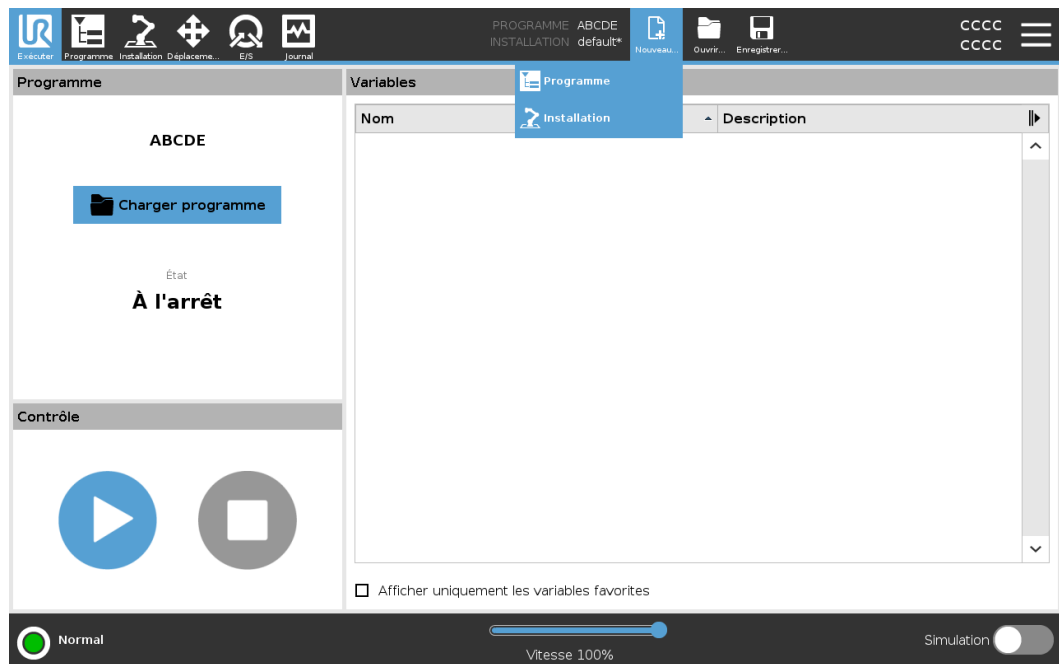 UR
PROGRAMME ABCDE
INSTALLATION default*
CCCC
CCCC
Exécuter Programme Installation Déplaceme... E/S Journal Nouveau... Ouvrir... Enregistrer...
Programme
Installation
Programme
ABCDE
Charger programme
État
À l'arrêt
Contrôle
Variables
Nom Description
Afficher uniquement les variables favorites
Normal
Vitesse 100%
Simulation